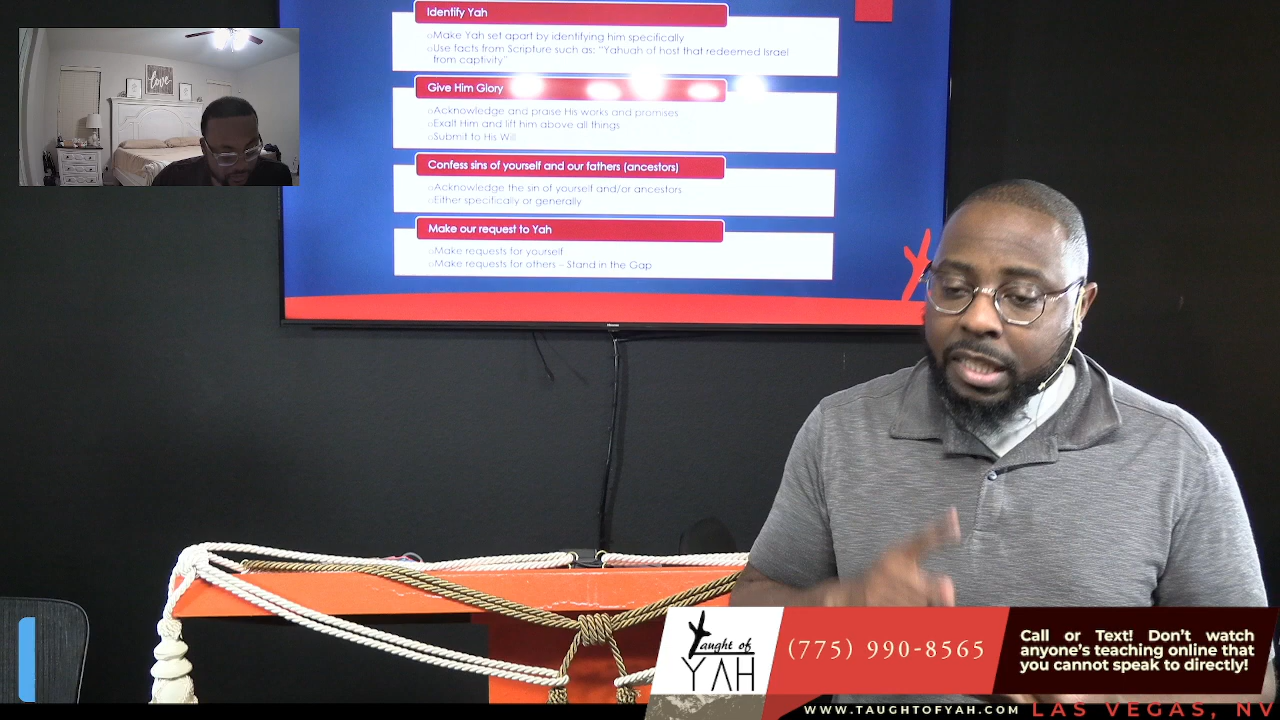 Identify Yah
Make Yah set apart by identifying him specifically
Use facts from Scripture such as: "Yahuah of host that redeemed Israel
from captivity"
Give Him Glory
Acknowledge and praise His works and promises
Exalt Him and lift him above all things
Submit to His Will
Confess sins of yourself and our fathers (ancestors)
Acknowledge the sin of yourself and/or ancestors
Either specifically or generally
Make our request to Yah
Make requests for yourself
Make requests for others – Stand in the Gap
love
Hisense
Taught of
YAH
(775) 990-8565
Call or Text! Don't watch
anyone's teaching online that
you cannot speak to directly!
WWW.TAUGHTOFYAH.COM
LAS VEGAS, NV